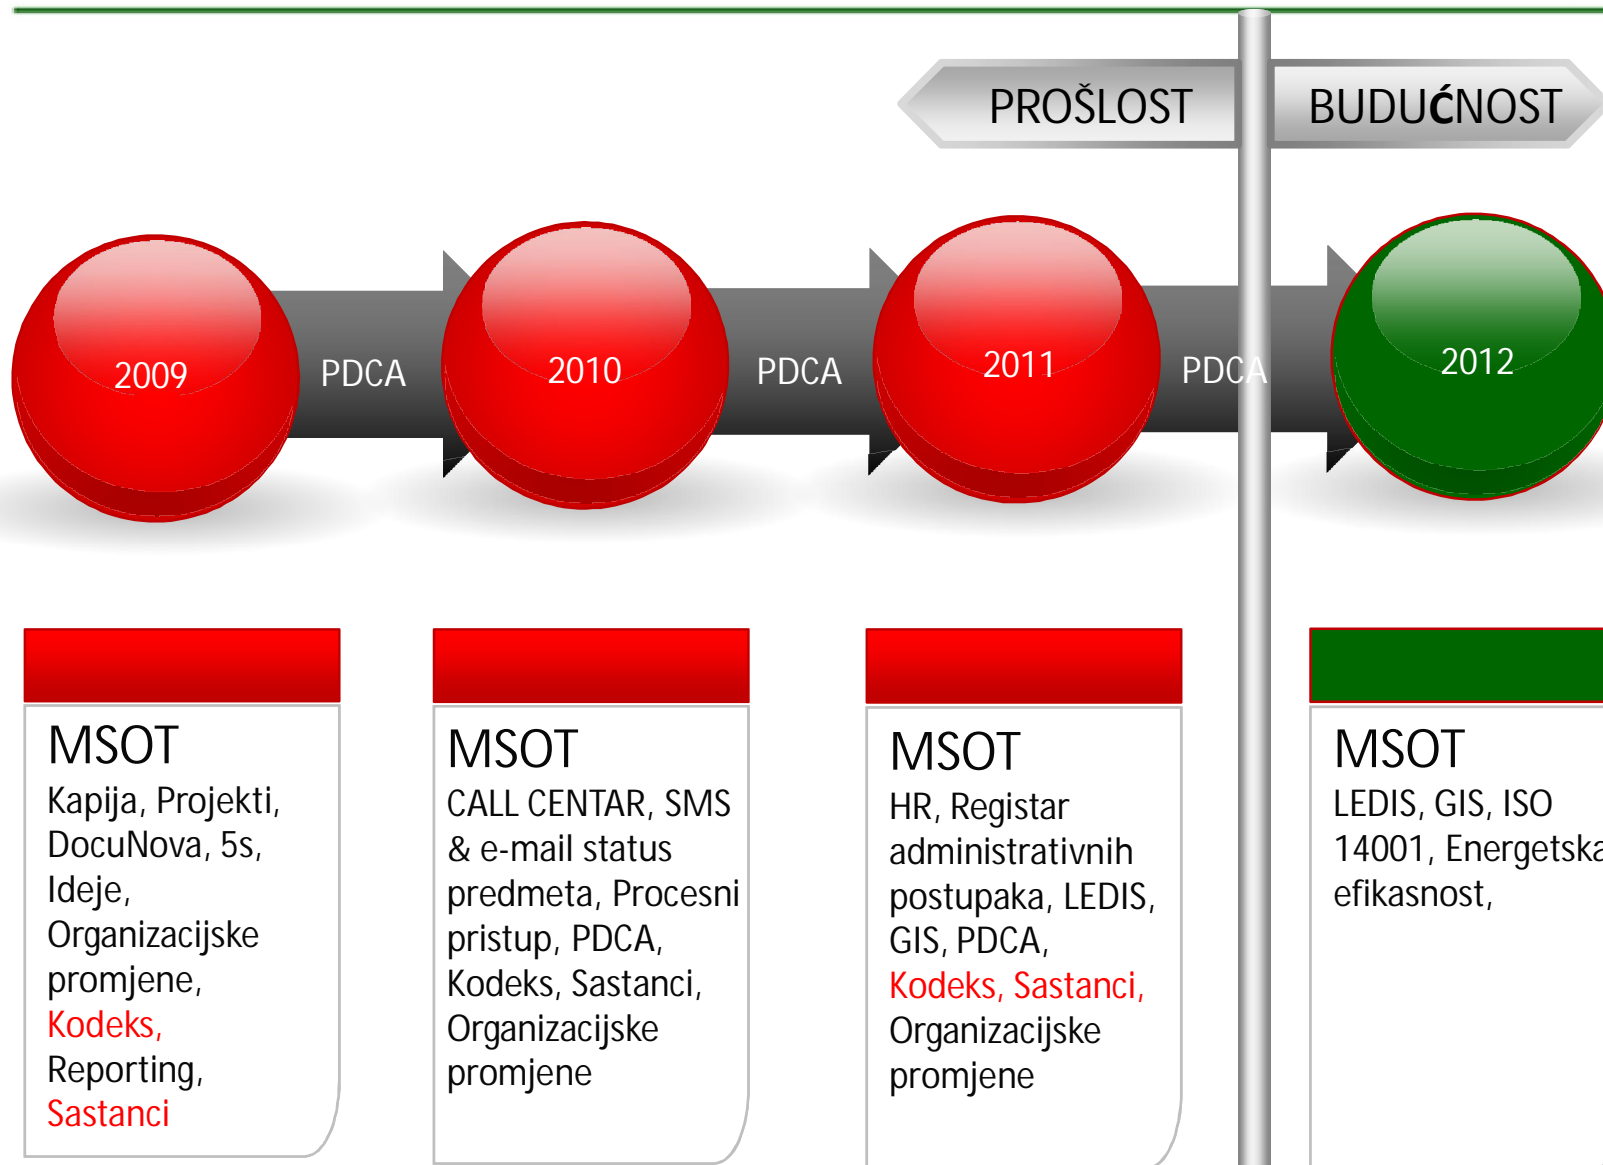 PROŠLOST
BUDUĆNOST
2009
PDCA
2010
PDCA
2011
PDCA
2012
MSOT
Kapija, Projekti,
DocuNova, 5s,
Ideje,
Organizacijske
promjene,
Kodeks,
Reporting,
Sastanci
MSOT
CALL CENTAR, SMS
& e-mail status
predmeta, Procesni
pristup, PDCA,
Kodeks, Sastanci,
Organizacijske
promjene
MSOT
HR, Registar
administrativnih
postupaka, LEDIS,
GIS, PDCA,
Kodeks, Sastanci,
Organizacijske
promjene
MSOT
LEDIS, GIS, ISO
14001, Energetska
efikasnost,